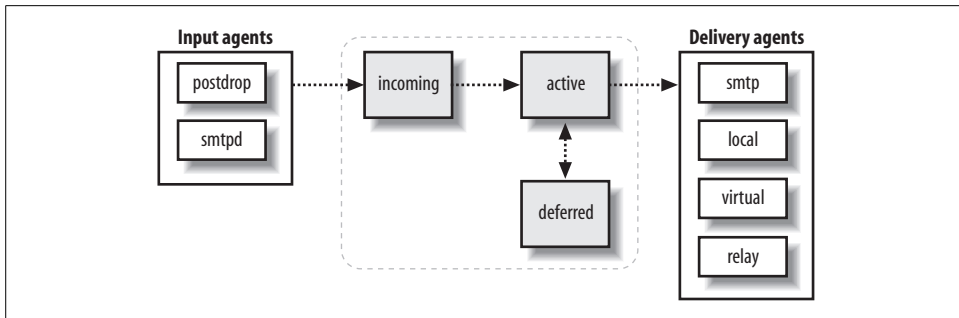 Input agents
postdrop
smtpd
incoming
active
deferred
Delivery agents
smtp
local
virtual
relay